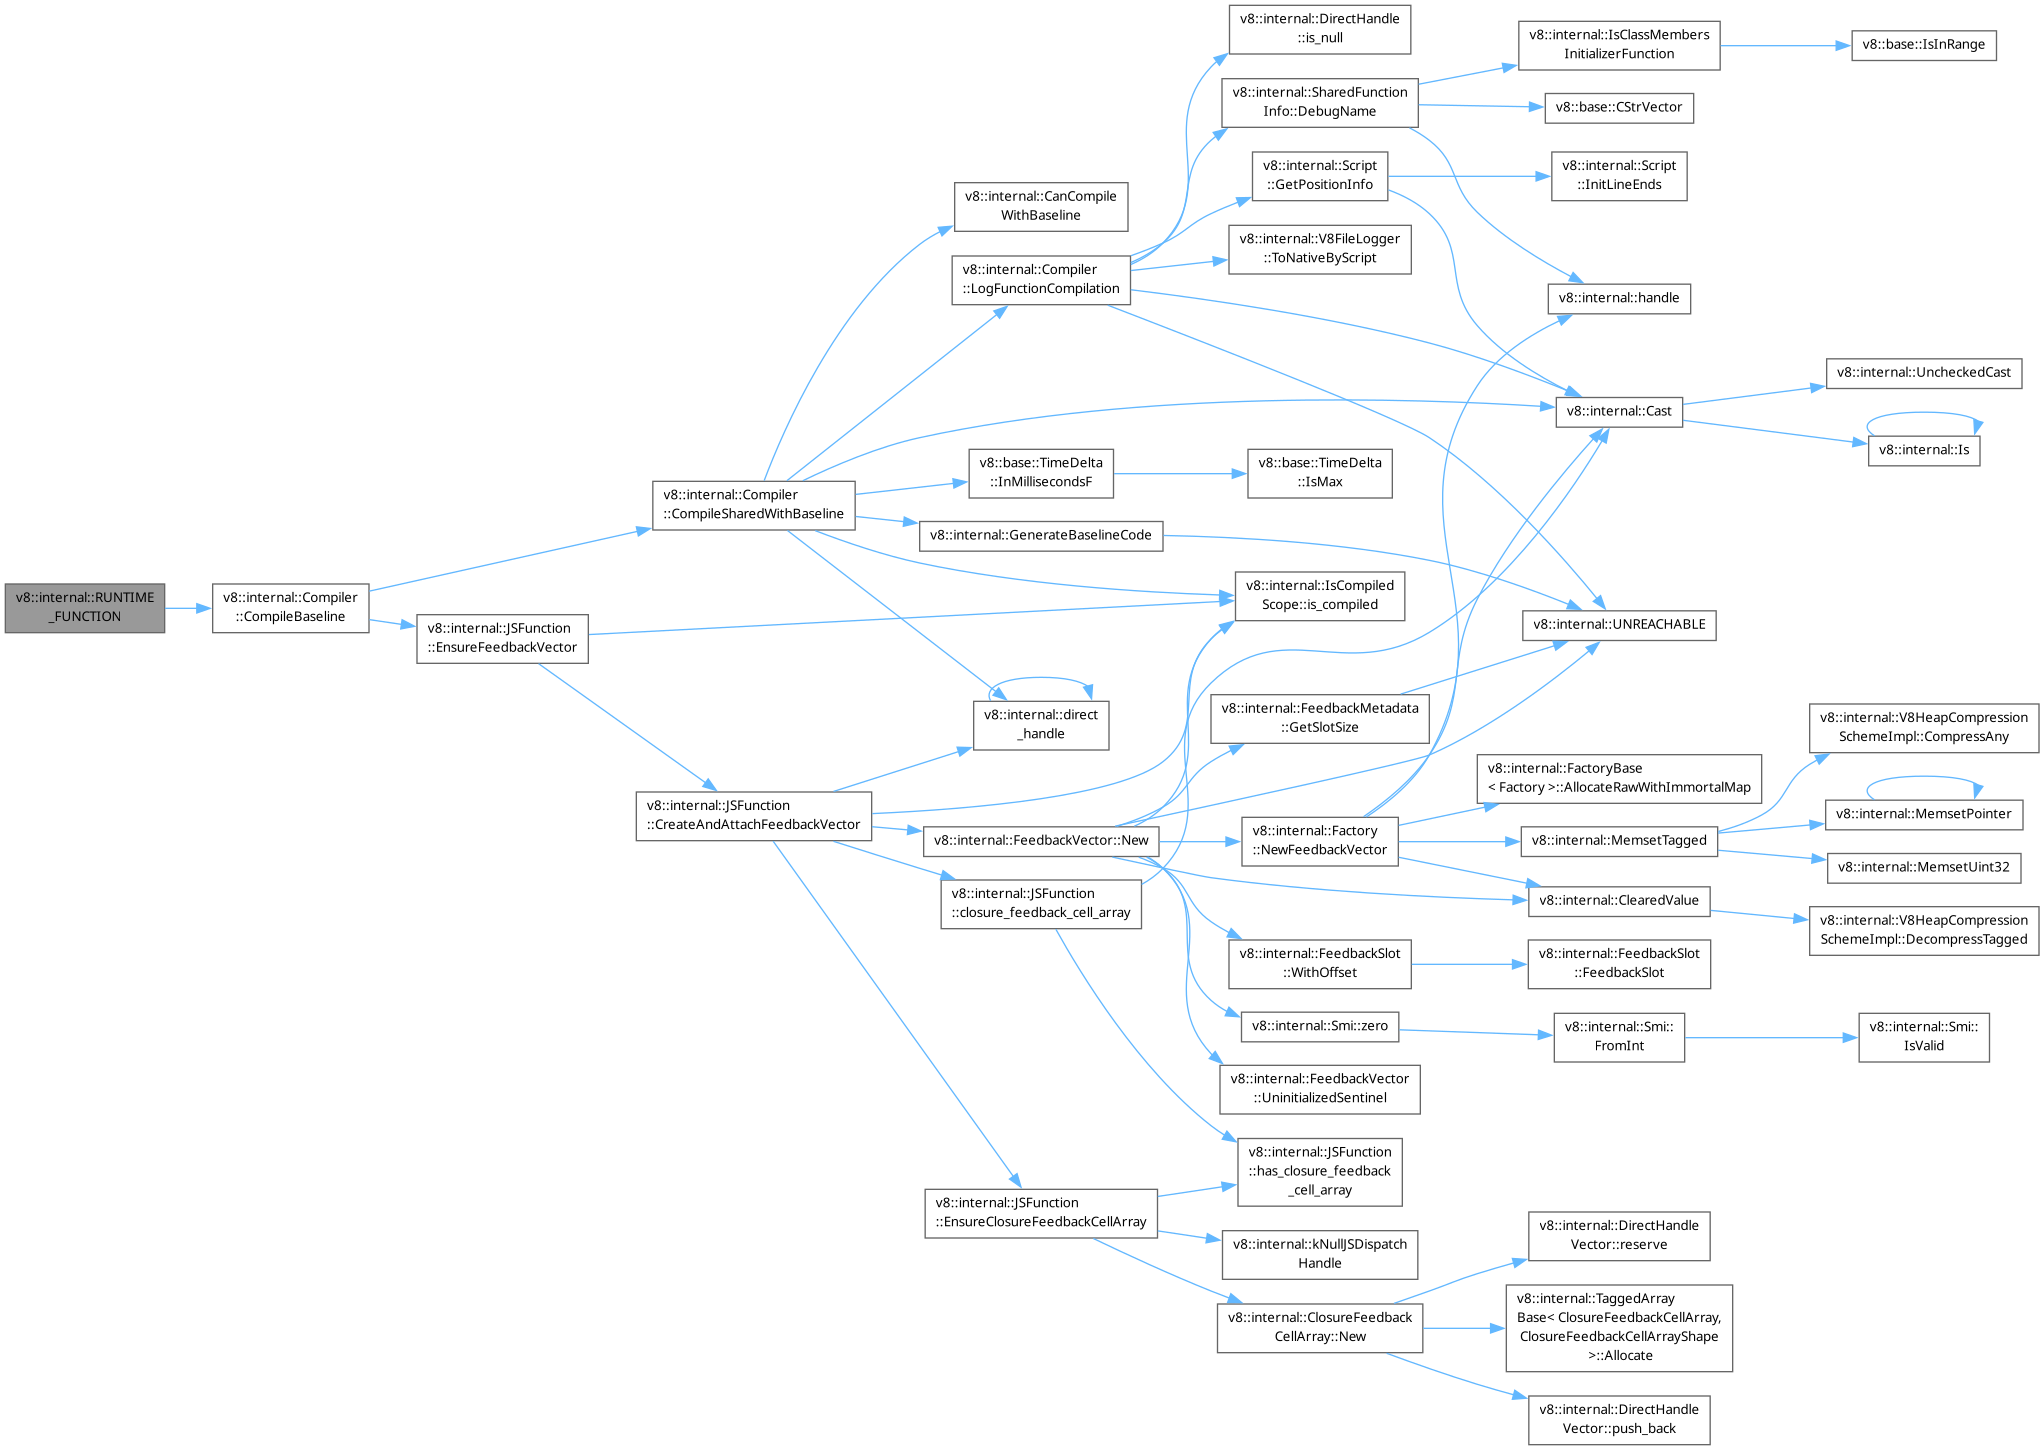 v8::internal::RUNTIME
_FUNCTION
v8::internal::Compiler
::CompileBaseline
v8::internal::Compiler
::CompileSharedWithBaseline
v8::internal::JSFunction
::EnsureFeedbackVector
v8::internal::JSFunction
::CreateAndAttachFeedbackVector
v8::internal::CanCompile
WithBaseline
v8::internal::Compiler
::LogFunctionCompilation
v8::base::TimeDelta
::InMillisecondsF
v8::internal::GenerateBaselineCode
v8::internal::direct
_handle
v8::internal::FeedbackVector::New
v8::internal::JSFunction
::closure_feedback_cell_array
v8::internal::JSFunction
::EnsureClosureFeedbackCellArray
v8::internal::DirectHandle
::is_null
v8::internal::SharedFunction
Info::DebugName
v8::internal::Script
::GetPositionInfo
v8::internal::V8FileLogger
::ToNativeByScript
v8::base::TimeDelta
::IsMax
v8::internal::IsCompiled
Scope::is_compiled
v8::internal::FeedbackMetadata
::GetSlotSize
v8::internal::Factory
::NewFeedbackVector
v8::internal::FeedbackSlot
::WithOffset
v8::internal::Smi::zero
v8::internal::FeedbackVector
::UninitializedSentinel
v8::internal::JSFunction
::has_closure_feedback
_cell_array
v8::internal::kNullJSDispatch
Handle
v8::internal::ClosureFeedback
CellArray::New
v8::internal::IsClassMembers
InitializerFunction
v8::base::CStrVector
v8::internal::Script
::InitLineEnds
v8::internal::handle
v8::internal::Cast
v8::internal::UNREACHABLE
v8::internal::FactoryBase
< Factory >::AllocateRawWithImmortalMap
v8::internal::MemsetTagged
v8::internal::ClearedValue
v8::internal::FeedbackSlot
::FeedbackSlot
v8::internal::Smi::
FromInt
v8::internal::DirectHandle
Vector::reserve
v8::internal::TaggedArray
Base< ClosureFeedbackCellArray,
ClosureFeedbackCellArrayShape
>::Allocate
v8::internal::DirectHandle
Vector::push_back
v8::base::IsInRange
v8::internal::UncheckedCast
v8::internal::Is
v8::internal::V8HeapCompression
SchemeImpl::CompressAny
v8::internal::MemsetPointer
v8::internal::MemsetUint32
v8::internal::V8HeapCompression
SchemeImpl::DecompressTagged
v8::internal::Smi::
IsValid